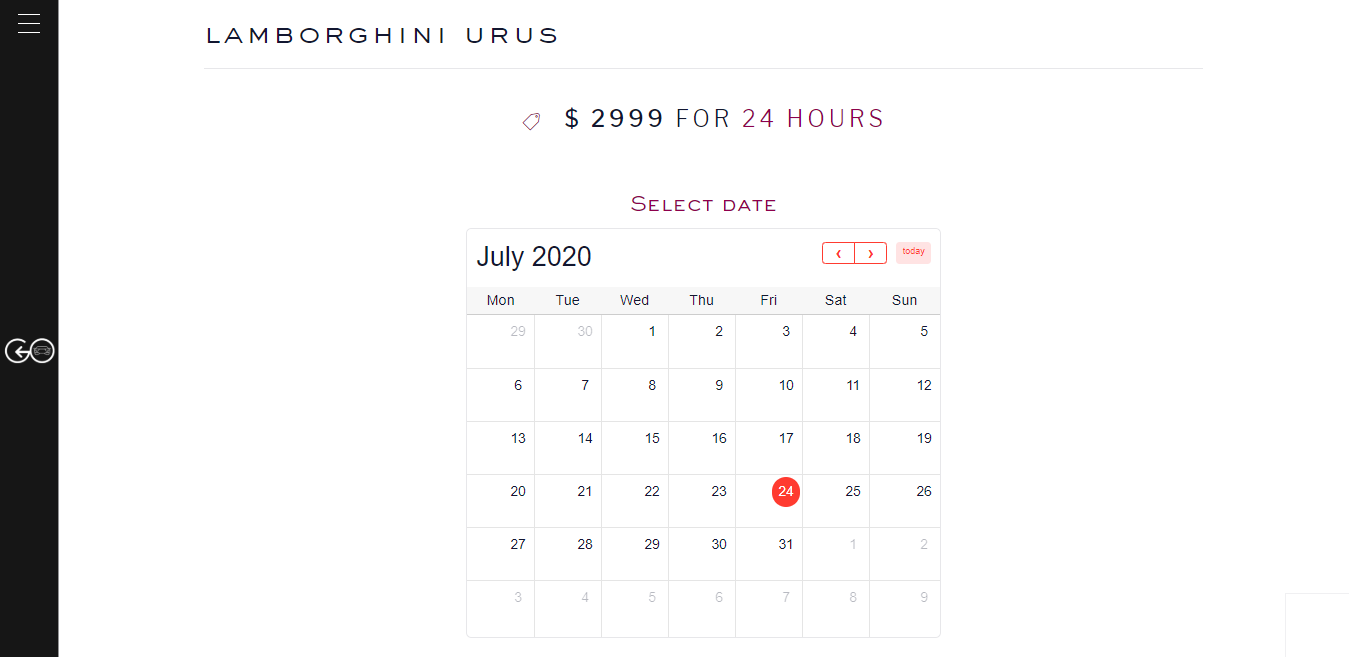 LAMBORGHINI URUS
$ 2999 FOR 24 HOURS
SELECT DATE
July 2020
‹ › today
Mon Tue Wed Thu Fri Sat Sun
29 30 1 2 3 4 5
6 7 8 9 10 11 12
13 14 15 16 17 18 19
20 21 22 23 24 25 26
27 28 29 30 31 1 2
3 4 5 6 7 8 9
GO